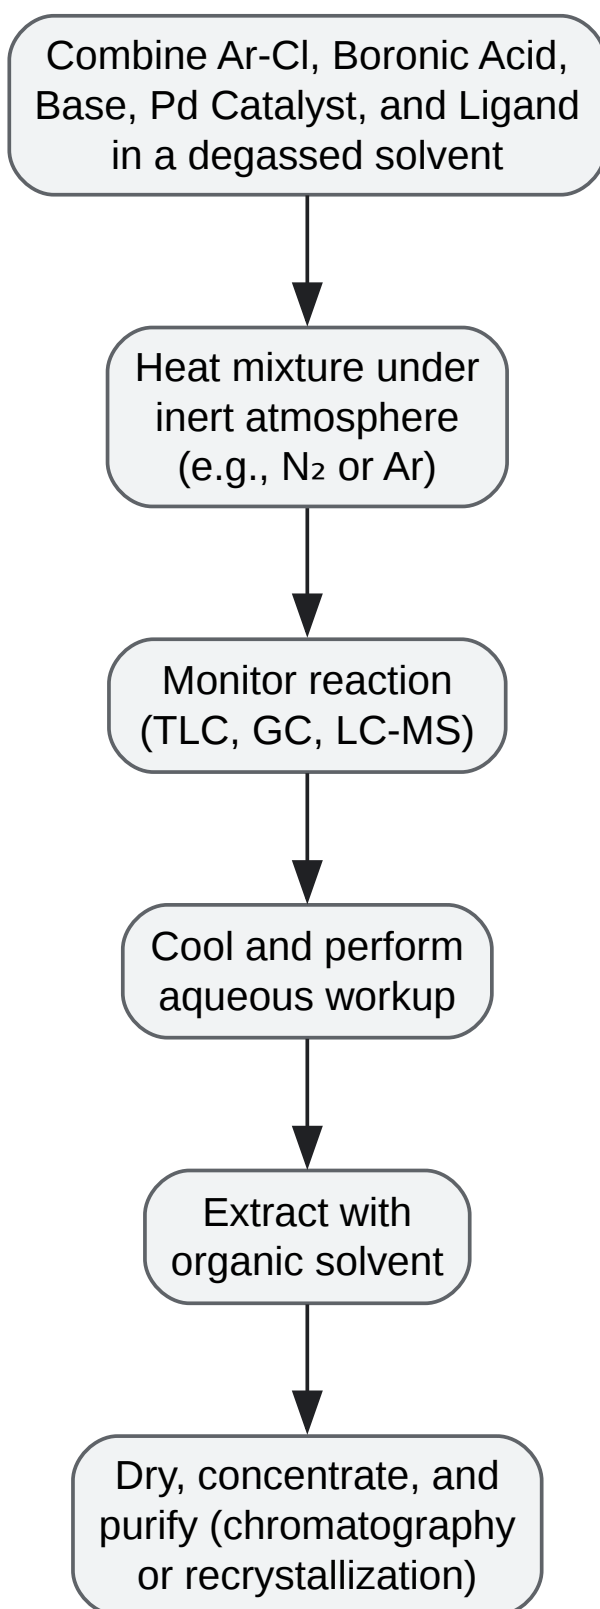 Combine Ar-Cl, Boronic Acid,
Base, Pd Catalyst, and Ligand
in a degassed solvent
Heat mixture under
inert atmosphere
(e.g., N₂ or Ar)
Monitor reaction
(TLC, GC, LC-MS)
Cool and perform
aqueous workup
Extract with
organic solvent
Dry, concentrate, and
purify (chromatography
or recrystallization)